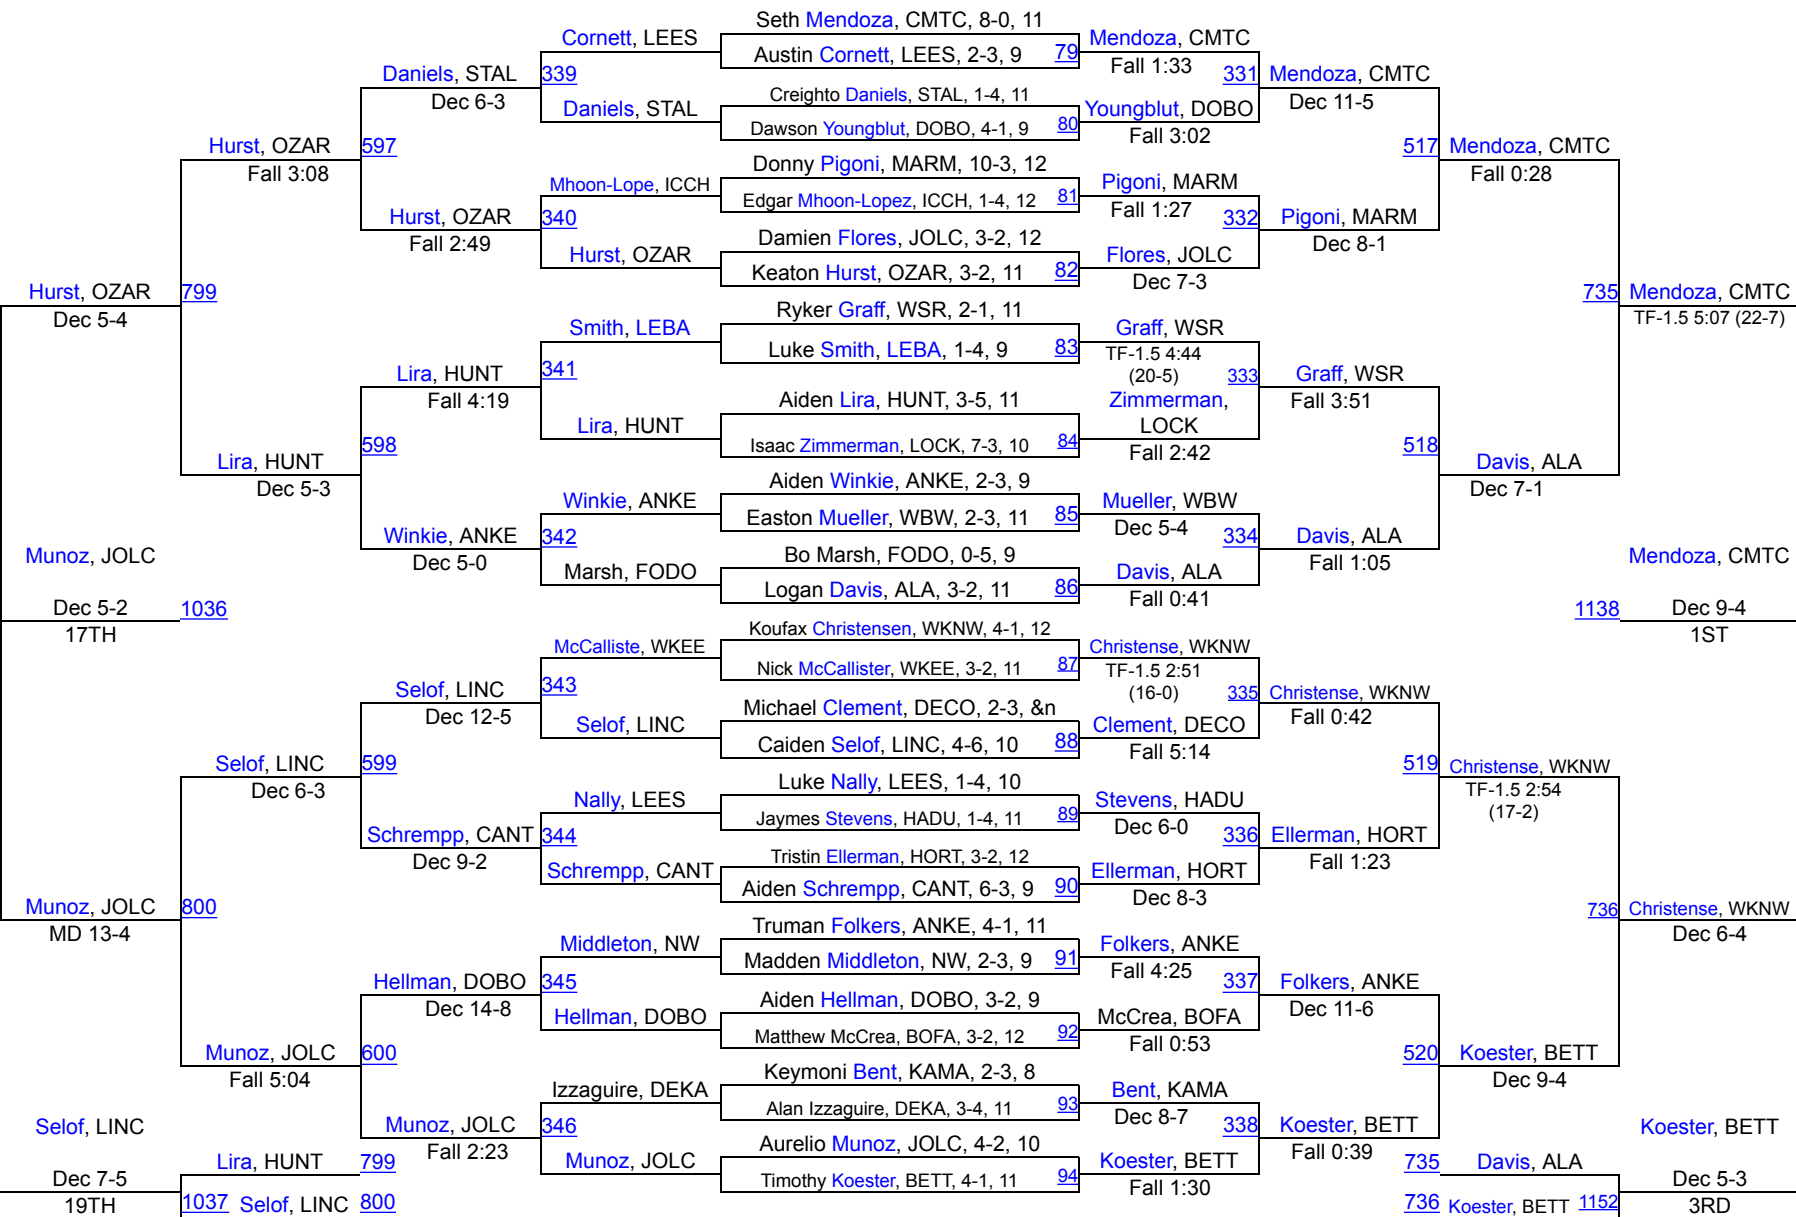 Seth Mendoza, CMTC, 8-0, 11
Cornett, LEES
Austin Cornett, LEES, 2-3, 9
79
Mendoza, CMTC
Fall 1:33
Daniels, STAL
339
331
Mendoza, CMTC
Dec 6-3
Creighto Daniels, STAL, 1-4, 11
Dec 11-5
Daniels, STAL
Youngblut, DOBO
Dawson Youngblut, DOBO, 4-1, 9
80
Fall 3:02
Hurst, OZAR
597
517
Mendoza, CMTC
Fall 3:08
Donny Pigoni, MARM, 10-3, 12
Fall 0:28
Mhoon-Lope, ICCH
Edgar Mhoon-Lopez, ICCH, 1-4, 12
81
Pigoni, MARM
Fall 1:27
Hurst, OZAR
340
332
Pigoni, MARM
Fall 2:49
Damien Flores, JOLC, 3-2, 12
Dec 8-1
Hurst, OZAR
Keaton Hurst, OZAR, 3-2, 11
82
Flores, JOLC
Dec 7-3
Hurst, OZAR
799
735
Mendoza, CMTC
Dec 5-4
Ryker Graff, WSR, 2-1, 11
TF-1.5 5:07 (22-7)
Smith, LEBA
Luke Smith, LEBA, 1-4, 9
83
Graff, WSR
TF-1.5 4:44
(20-5)
Lira, HUNT
341
333
Graff, WSR
Fall 4:19
Aiden Lira, HUNT, 3-5, 11
Fall 3:51
Lira, HUNT
Isaac Zimmerman, LOCK, 7-3, 10
84
Zimmerman,
LOCK
Fall 2:42
598
518
Lira, HUNT
Davis, ALA
Dec 5-3
Dec 7-1
Aiden Winkie, ANKE, 2-3, 9
Winkie, ANKE
Easton Mueller, WBW, 2-3, 11
85
Mueller, WBW
Dec 5-4
Winkie, ANKE
342
334
Davis, ALA
Dec 5-0
Bo Marsh, FODO, 0-5, 9
Fall 1:05
Munoz, JOLC
Mendoza, CMTC
Marsh, FODO
Logan Davis, ALA, 3-2, 11
86
Davis, ALA
Fall 0:41
Dec 5-2
1036
1138
Dec 9-4
17TH
1ST
Koufax Christensen, WKNW, 4-1, 12
McCalliste, WKEE
Nick McCallister, WKEE, 3-2, 11
87
Christense, WKNW
TF-1.5 2:51
(16-0)
Selof, LINC
343
335
Christense, WKNW
Dec 12-5
Michael Clement, DECO, 2-3, &n
Fall 0:42
Selof, LINC
Caiden Selof, LINC, 4-6, 10
88
Clement, DECO
Fall 5:14
Selof, LINC
599
519
Christense, WKNW
Dec 6-3
Luke Nally, LEES, 1-4, 10
TF-1.5 2:54
(17-2)
Nally, LEES
Jaymes Stevens, HADU, 1-4, 11
89
Stevens, HADU
Dec 6-0
Schrempp, CANT
344
336
Ellerman, HORT
Dec 9-2
Tristin Ellerman, HORT, 3-2, 12
Fall 1:23
Schrempp, CANT
Aiden Schrempp, CANT, 6-3, 9
90
Ellerman, HORT
Dec 8-3
Munoz, JOLC
800
736
Christense, WKNW
MD 13-4
Truman Folkers, ANKE, 4-1, 11
Dec 6-4
Middleton, NW
Madden Middleton, NW, 2-3, 9
91
Folkers, ANKE
Fall 4:25
Hellman, DOBO
345
337
Folkers, ANKE
Dec 14-8
Aiden Hellman, DOBO, 3-2, 9
Dec 11-6
Hellman, DOBO
Matthew McCrea, BOFA, 3-2, 12
92
McCrea, BOFA
Fall 0:53
Munoz, JOLC
600
520
Koester, BETT
Fall 5:04
Keymoni Bent, KAMA, 2-3, 8
Dec 9-4
Izzaguire, DEKA
Alan Izzaguire, DEKA, 3-4, 11
93
Bent, KAMA
Dec 8-7
Selof, LINC
Munoz, JOLC
346
338
Koester, BETT
Koester, BETT
Fall 2:23
Aurelio Munoz, JOLC, 4-2, 10
Fall 0:39
Munoz, JOLC
Timothy Koester, BETT, 4-1, 11
94
Koester, BETT
Fall 1:30
Lira, HUNT
799
735
Davis, ALA
Dec 7-5
Dec 5-3
19TH
1037
Selof, LINC
800
736
Koester, BETT
1152
3RD